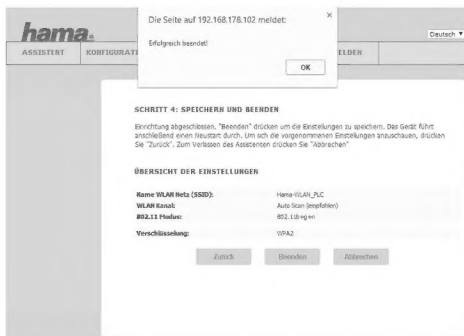 hama
Die Seite auf 192.168.178.102 meldet:
Erfolgreich beendet!
OK
Deutsch
ASSISTENT KONFIGURATI ELDEN
SCHRITT 4: SPEICHERN UND BEENDEN
Einrichtung abgeschlossen. "Beenden" drücken um die Einstellungen zu speichern. Das Gerät führt
anschließend einen Neustart durch. Um sich die vorgenommenen Einstellungen anzuschauen, drücken
Sie "Zurück". Zum Verlassen des Assistenten drücken Sie "Abbrechen"
ÜBERSICHT DER EINSTELLUNGEN
Name WLAN Netz (SSID): Hama-WLAN_PLC
WLAN Kanal: Auto Scan (empfohlen)
802.11 Modus: 802.11b eg en
Verschlüsselung: WPA2
Zurück Beenden Abbrechen